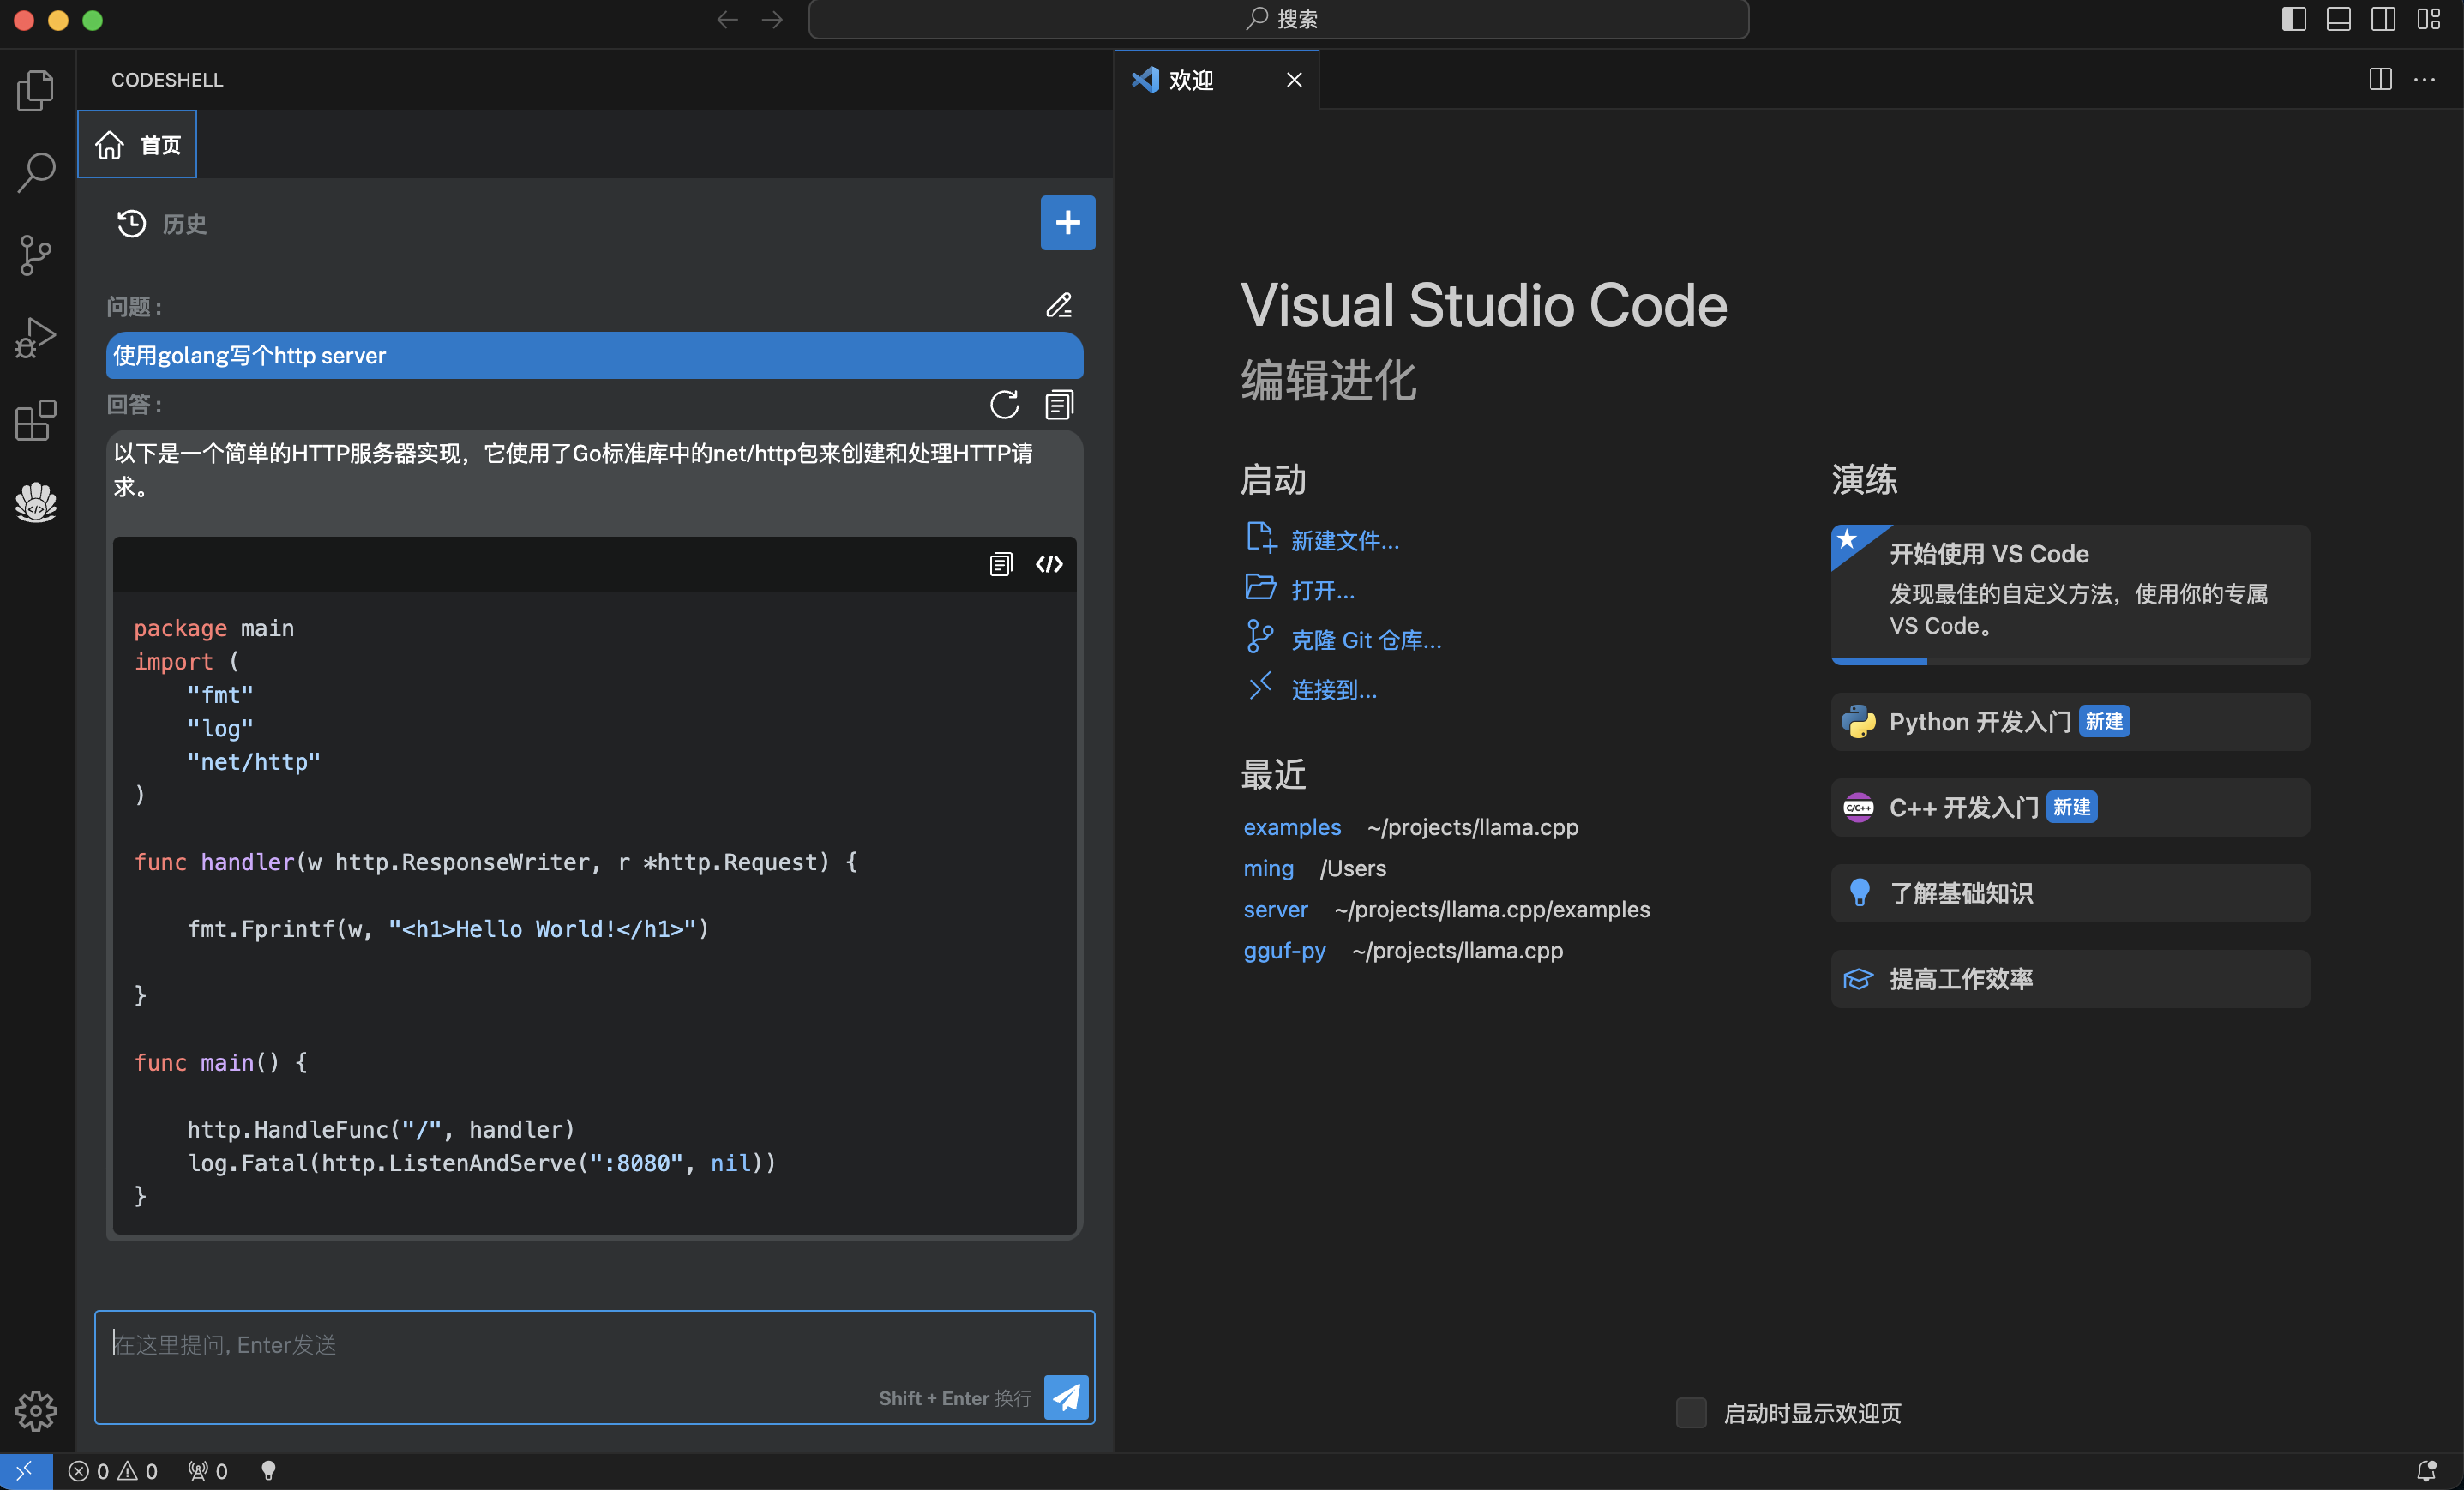 搜索
CODESHELL
首页
历史
问题：
使用golang写个http server
回答：
以下是一个简单的HTTP服务器实现，它使用了Go标准库中的net/http包来创建和处理HTTP请
求。
package main
import (
    "fmt"
    "log"
    "net/http"
)
func handler(w http.ResponseWriter, r *http.Request) {
    fmt.Fprintf(w, "<h1>Hello World!</h1>")
}
func main() {
    http.HandleFunc("/", handler)
    log.Fatal(http.ListenAndServe(":8080", nil))
}
在这里提问, Enter发送
Shift + Enter 换行
欢迎
Visual Studio Code
编辑进化
启动
新建文件...
打开...
克隆 Git 仓库...
连接到...
最近
examples ~/projects/llama.cpp
ming /Users
server ~/projects/llama.cpp/examples
gguf-py ~/projects/llama.cpp
演练
开始使用 VS Code
发现最佳的自定义方法，使用你的专属
VS Code。
Python 开发入门 新建
C/C++
C++ 开发入门 新建
了解基础知识
提高工作效率
启动时显示欢迎页
0 0 0